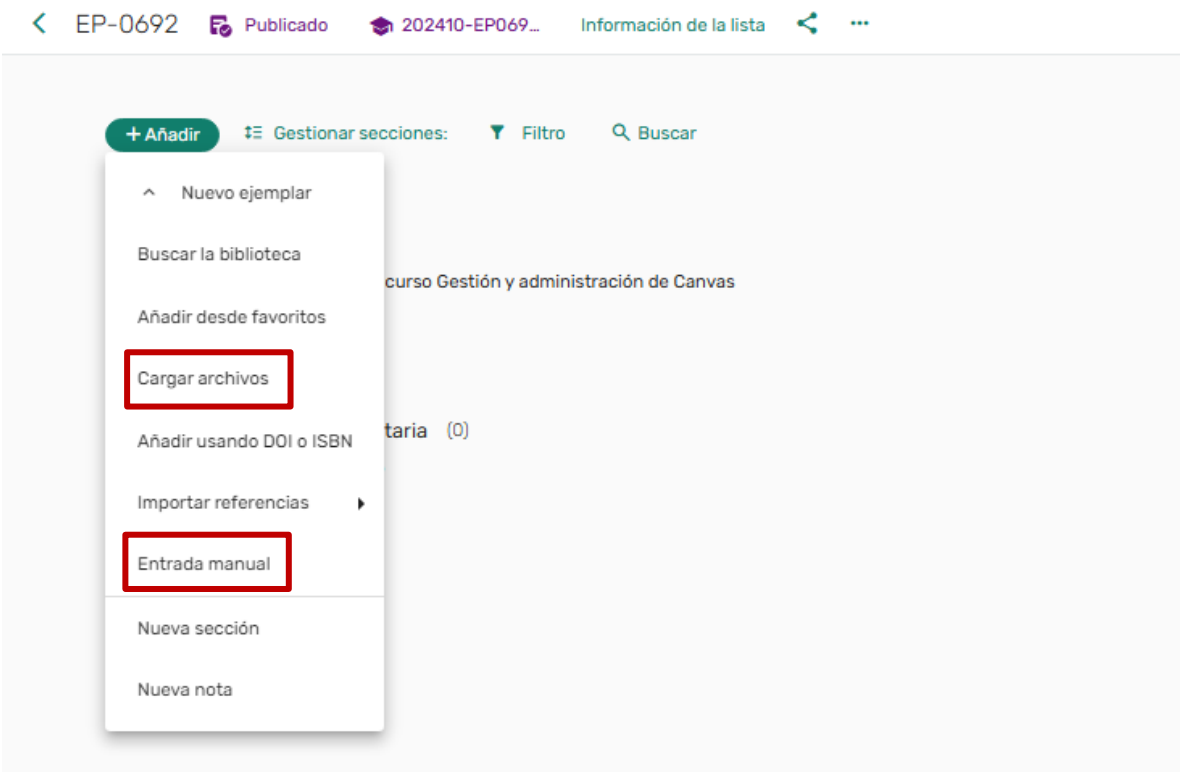 EP-0692 Publicado 202410-EP069... Información de la lista ...
+ Añadir Gestionar secciones: Filtro Buscar
Nuevo ejemplar
Buscar la biblioteca
curso Gestión y administración de Canvas
Añadir desde favoritos
Cargar archivos
taria (0)
Añadir usando DOI o ISBN
Importar referencias
Entrada manual
Nueva sección
Nueva nota